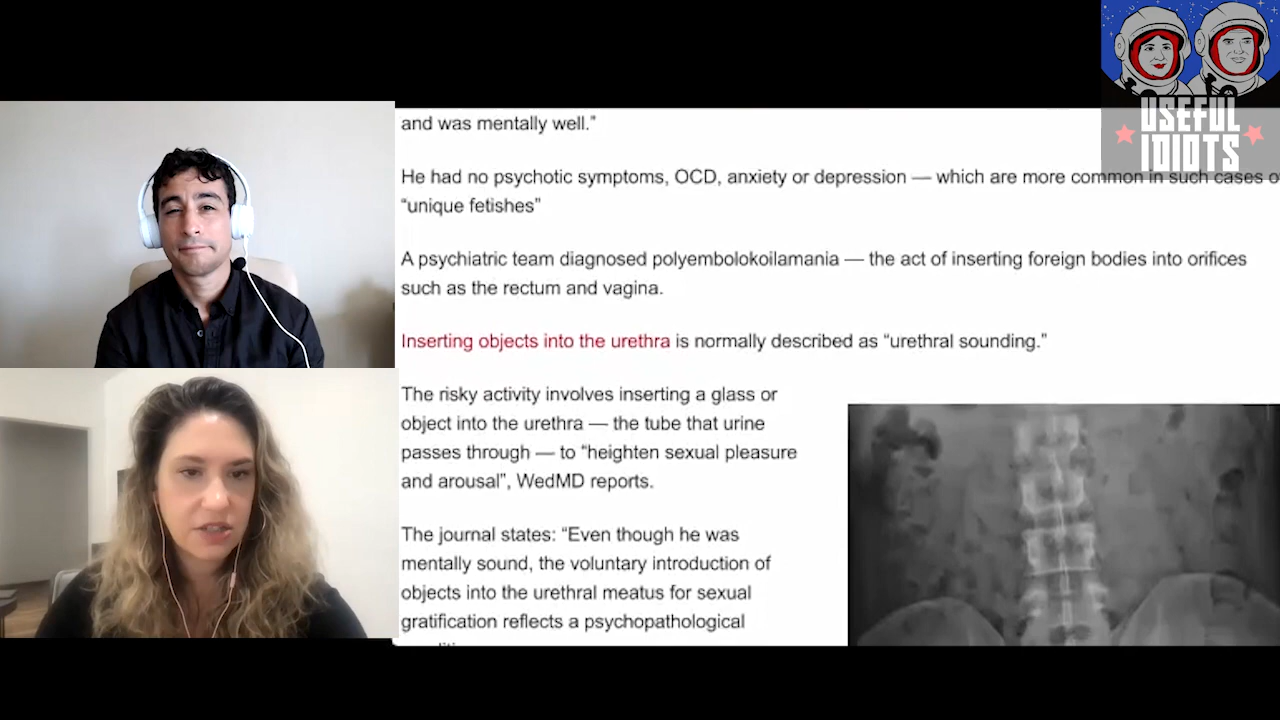 USEFUL
IDIOTS
and was mentally well.”
He had no psychotic symptoms, OCD, anxiety or depression — which are more common in such cases o
“unique fetishes”
A psychiatric team diagnosed polyembolokoilamania — the act of inserting foreign bodies into orifices
such as the rectum and vagina.
Inserting objects into the urethra is normally described as “urethral sounding.”
The risky activity involves inserting a glass or
object into the urethra — the tube that urine
passes through — to “heighten sexual pleasure
and arousal”, WedMD reports.
The journal states: “Even though he was
mentally sound, the voluntary introduction of
objects into the urethral meatus for sexual
gratification reflects a psychopathological